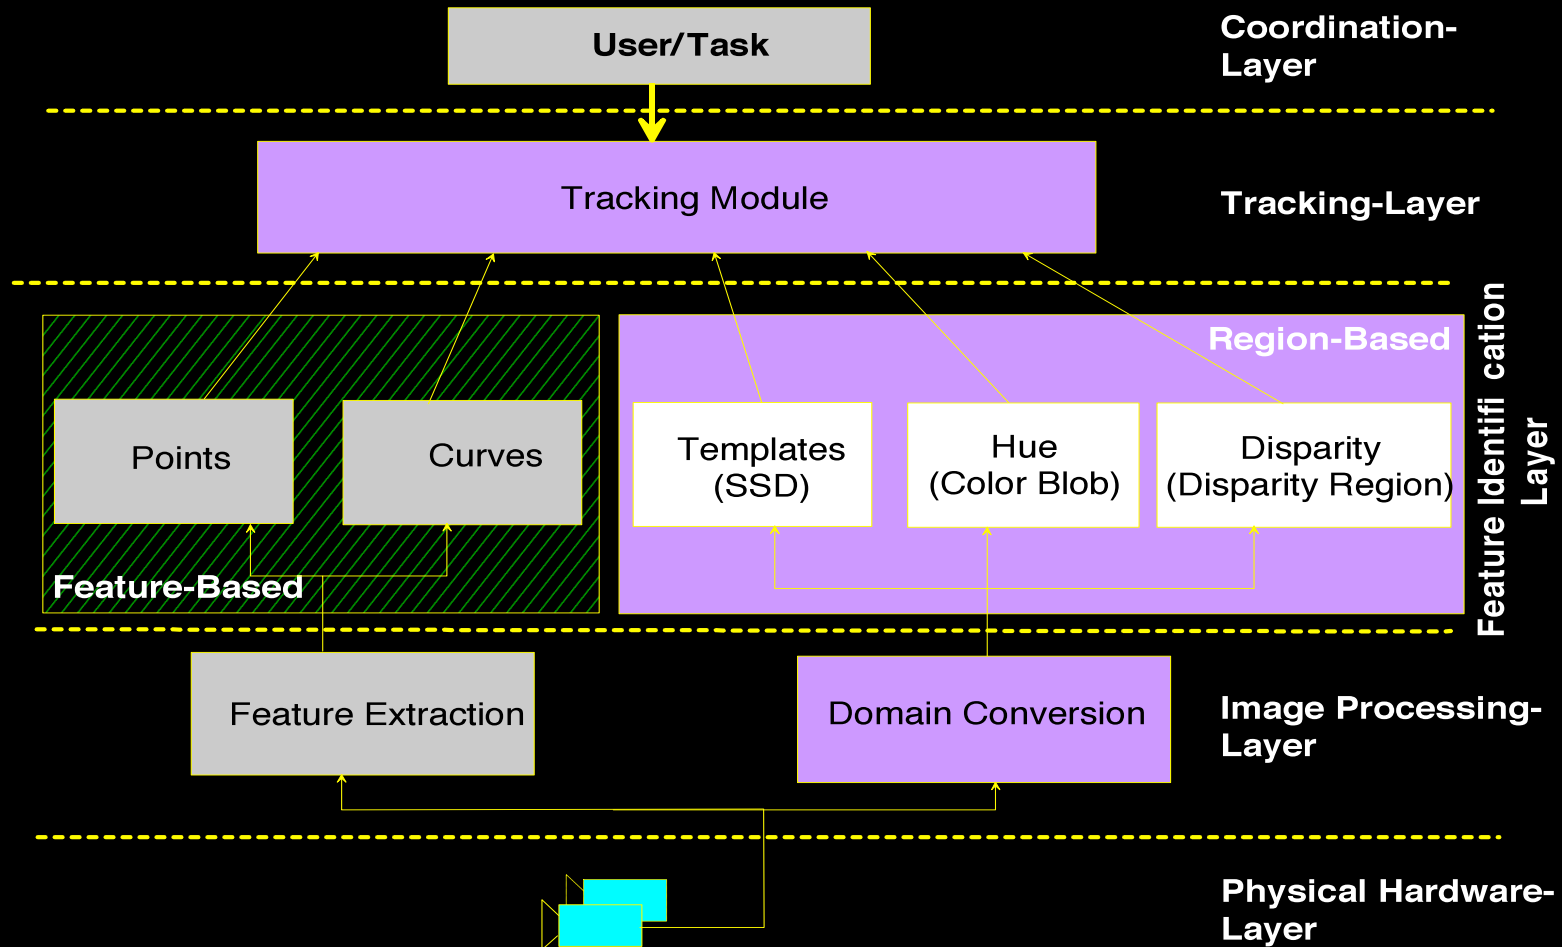 User/Task
Coordination-
Layer
Tracking Module
Tracking-Layer
Region-Based
Points
Curves
Templates
(SSD)
Hue
(Color Blob)
Disparity
(Disparity Region)
Feature-Based
Feature Identifi cation
Layer
Feature Extraction
Domain Conversion
Image Processing-
Layer
Physical Hardware-
Layer